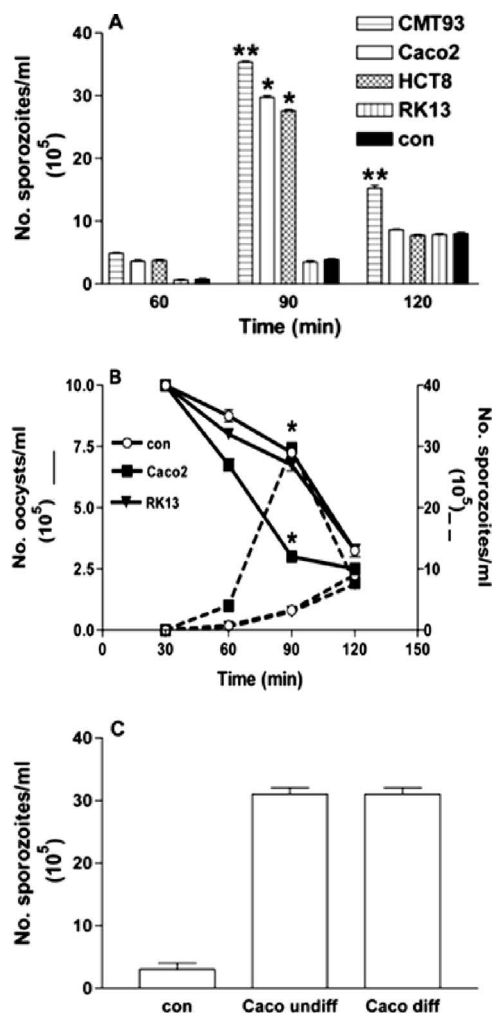 A
CMT93
Caco2
HCT8
RK13
con
No. sporozoites/ml
(10⁵)
40
30
20
10
0
**
*
*
**
60
90
120
Time (min)
B
No. oocysts/ml
(10⁵)
10.0
7.5
5.0
2.5
0.0
con
Caco2
RK13
*
*
40
30
20
10
0
No. sporozoites/ml
(10⁵)
0
30
60
90
120
150
Time (min)
C
No. sporozoites/ml
(10⁵)
40
30
20
10
0
con
Caco undiff
Caco diff